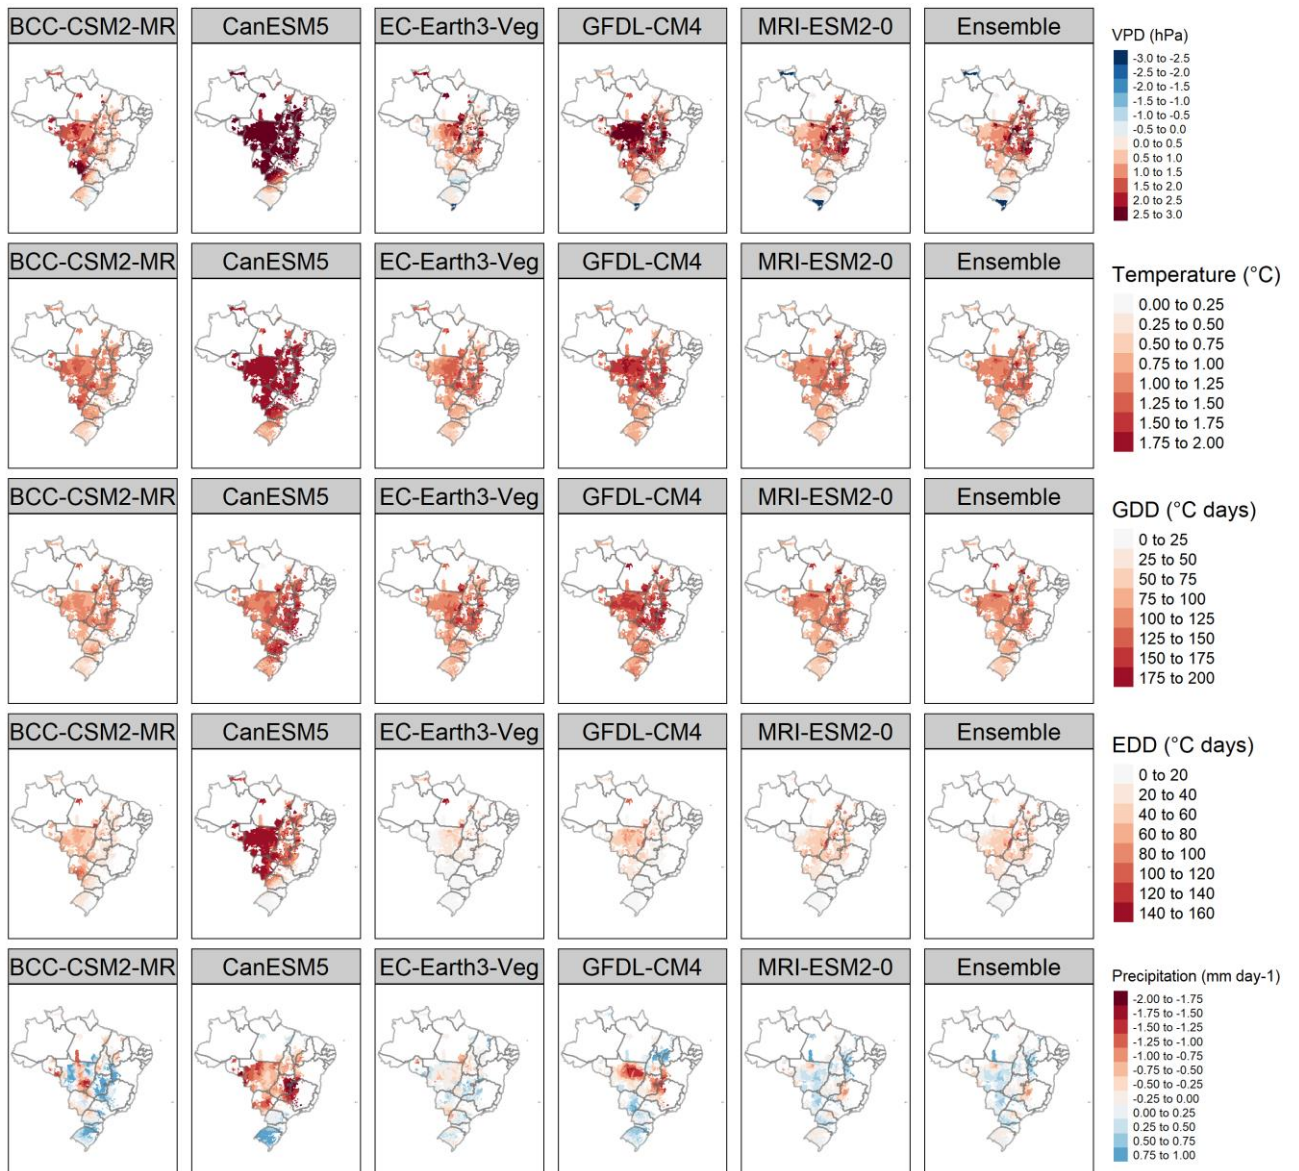 BCC-CSM2-MR CanESM5 EC-Earth3-Veg GFDL-CM4 MRI-ESM2-0 Ensemble
VPD (hPa)
-3.0 to -2.5
-2.5 to -2.0
-2.0 to -1.5
-1.5 to -1.0
-1.0 to -0.5
-0.5 to 0.0
0.0 to 0.5
0.5 to 1.0
1.0 to 1.5
1.5 to 2.0
2.0 to 2.5
2.5 to 3.0
BCC-CSM2-MR CanESM5 EC-Earth3-Veg GFDL-CM4 MRI-ESM2-0 Ensemble
Temperature (°C)
0.00 to 0.25
0.25 to 0.50
0.50 to 0.75
0.75 to 1.00
1.00 to 1.25
1.25 to 1.50
1.50 to 1.75
1.75 to 2.00
BCC-CSM2-MR CanESM5 EC-Earth3-Veg GFDL-CM4 MRI-ESM2-0 Ensemble
GDD (°C days)
0 to 25
25 to 50
50 to 75
75 to 100
100 to 125
125 to 150
150 to 175
175 to 200
BCC-CSM2-MR CanESM5 EC-Earth3-Veg GFDL-CM4 MRI-ESM2-0 Ensemble
EDD (°C days)
0 to 20
20 to 40
40 to 60
60 to 80
80 to 100
100 to 120
120 to 140
140 to 160
BCC-CSM2-MR CanESM5 EC-Earth3-Veg GFDL-CM4 MRI-ESM2-0 Ensemble
Precipitation (mm day-1)
-2.00 to -1.75
-1.75 to -1.50
-1.50 to -1.25
-1.25 to -1.00
-1.00 to -0.75
-0.75 to -0.50
-0.50 to -0.25
-0.25 to 0.00
0.00 to 0.25
0.25 to 0.50
0.50 to 0.75
0.75 to 1.00